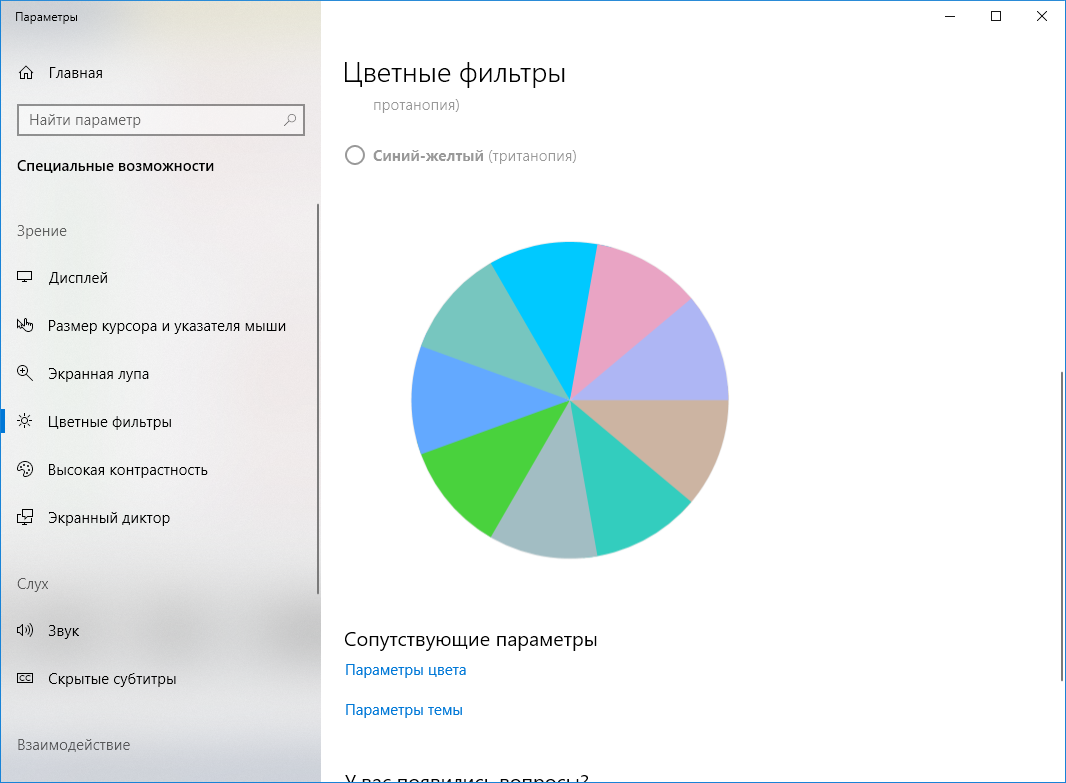 Параметры
Главная
Найти параметр
Специальные возможности
Зрение
Дисплей
Размер курсора и указателя мыши
Экранная лупа
Цветные фильтры
Высокая контрастность
Экранный диктор
Слух
Звук
Скрытые субтитры
Взаимодействие
Цветные фильтры
протанопия)
Синий-желтый (тританопия)
Сопутствующие параметры
Параметры цвета
Параметры темы
У вас появились вопросы?